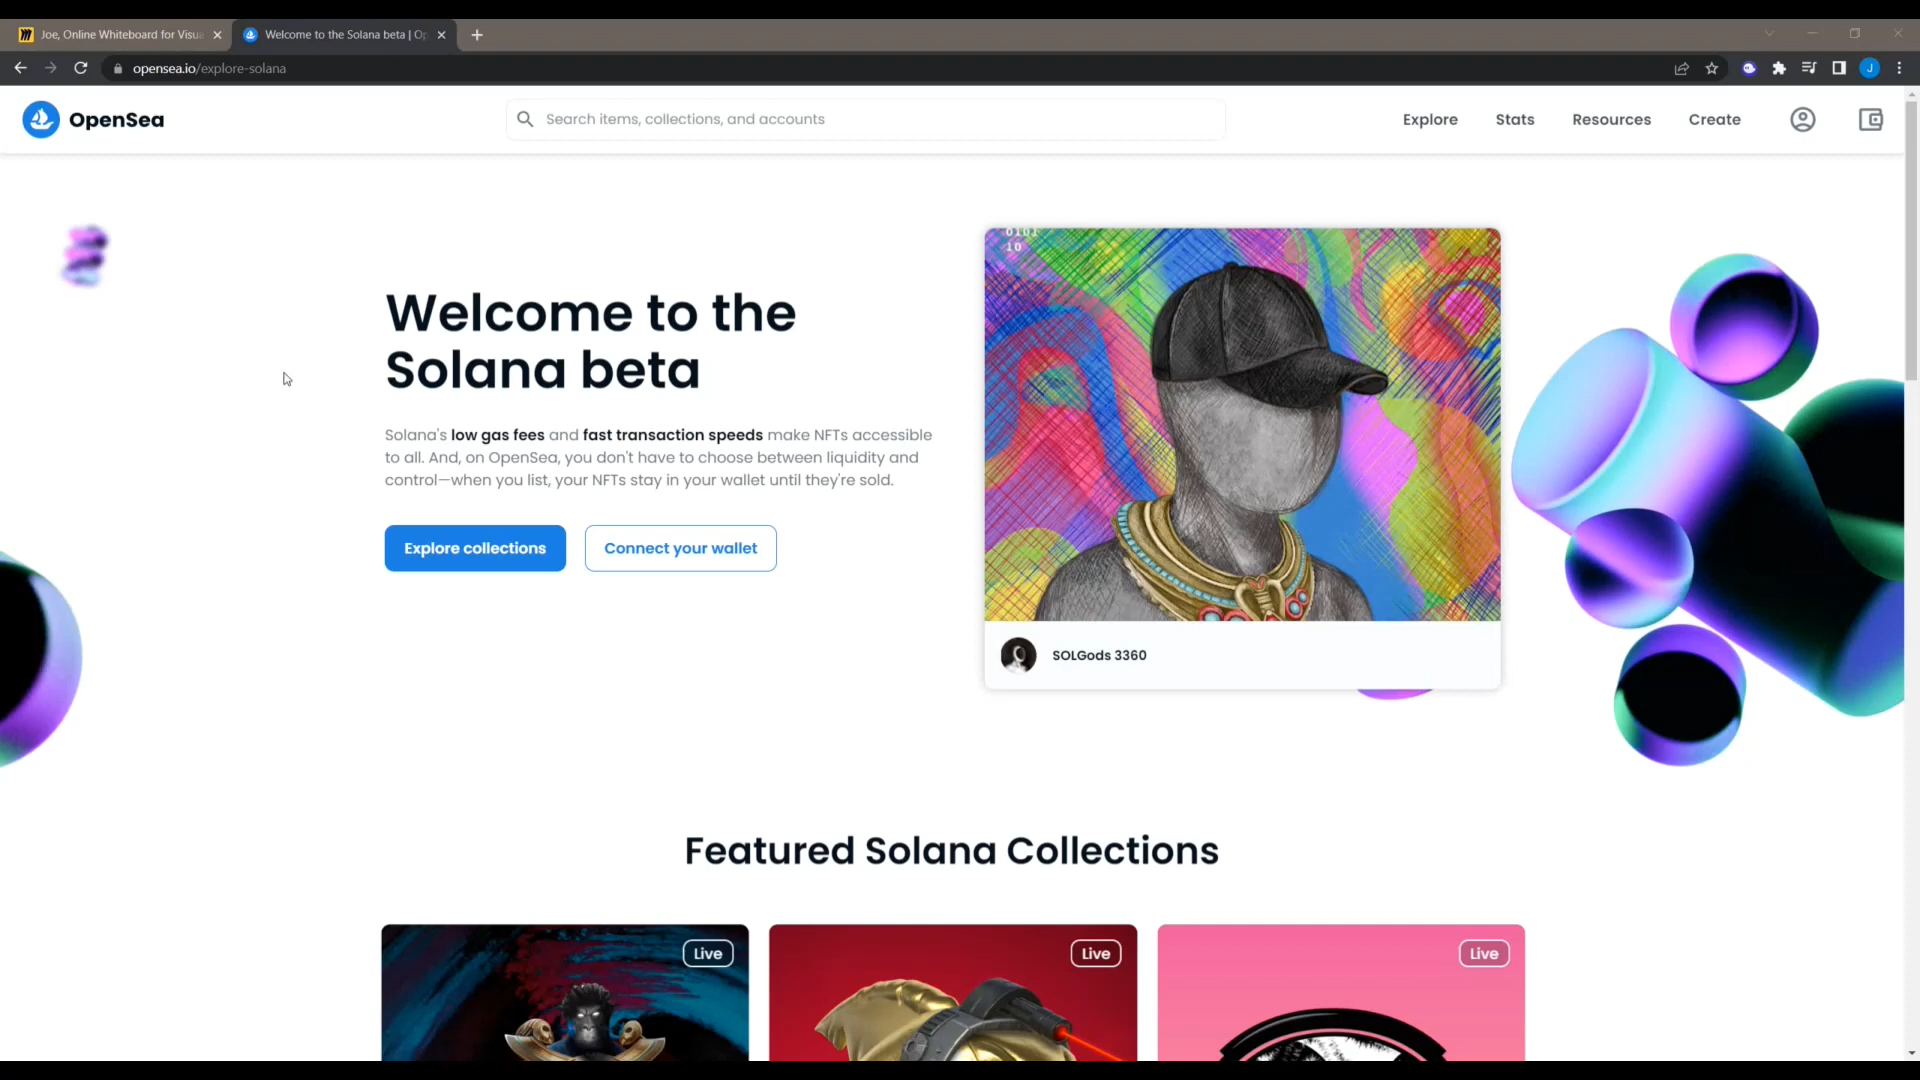 Joe, Online Whiteboard for Visua
Welcome to the Solana beta | Op
opensea.io/explore-solana
J
OpenSea
Search items, collections, and accounts
Explore
Stats
Resources
Create
0101
10
Welcome to the
Solana beta
Solana's low gas fees and fast transaction speeds make NFTs accessible
to all. And, on OpenSea, you don't have to choose between liquidity and
control—when you list, your NFTs stay in your wallet until they're sold.
Explore collections
Connect your wallet
SOLGods 3360
Featured Solana Collections
Live
Live
Live